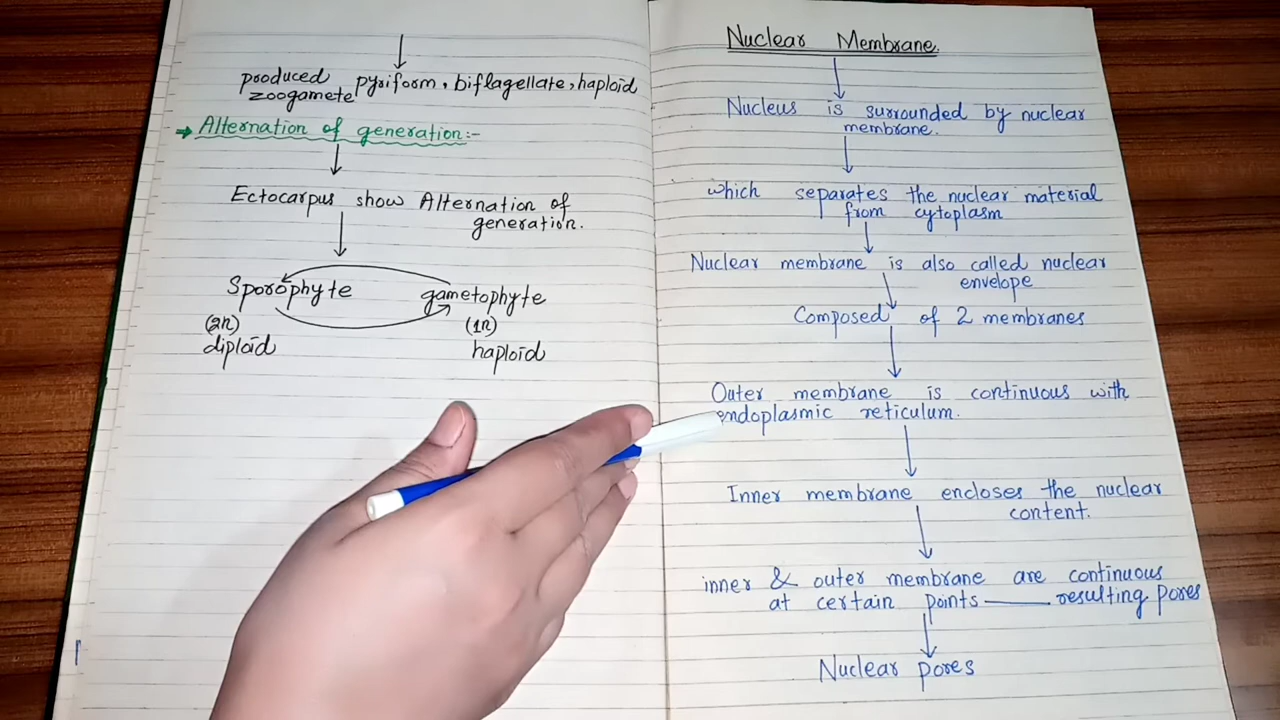 produced pyriform, biflagellate, haploid
zoogamete
→ Alternation of generation:-
Ectocarpus show Alternation of
generation.
Sporophyte gametophyte
(2n) (1n)
diploid haploid
Nuclear Membrane.
Nucleus is surrounded by nuclear
membrane.
which separates the nuclear material
from cytoplasm
Nuclear membrane is also called nuclear
envelope
Composed of 2 membranes
Outer membrane is continuous with
endoplasmic reticulum.
Inner membrane encloses the nuclear
content.
inner & outer membrane are continuous
at certain points — resulting pores
Nuclear pores